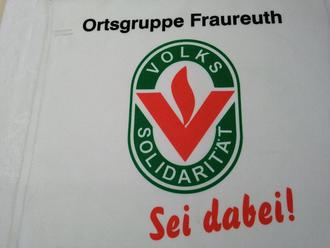 Ortsgruppe Fraureuth
VOLKS
SOLIDARITÄT
Sei dabei!